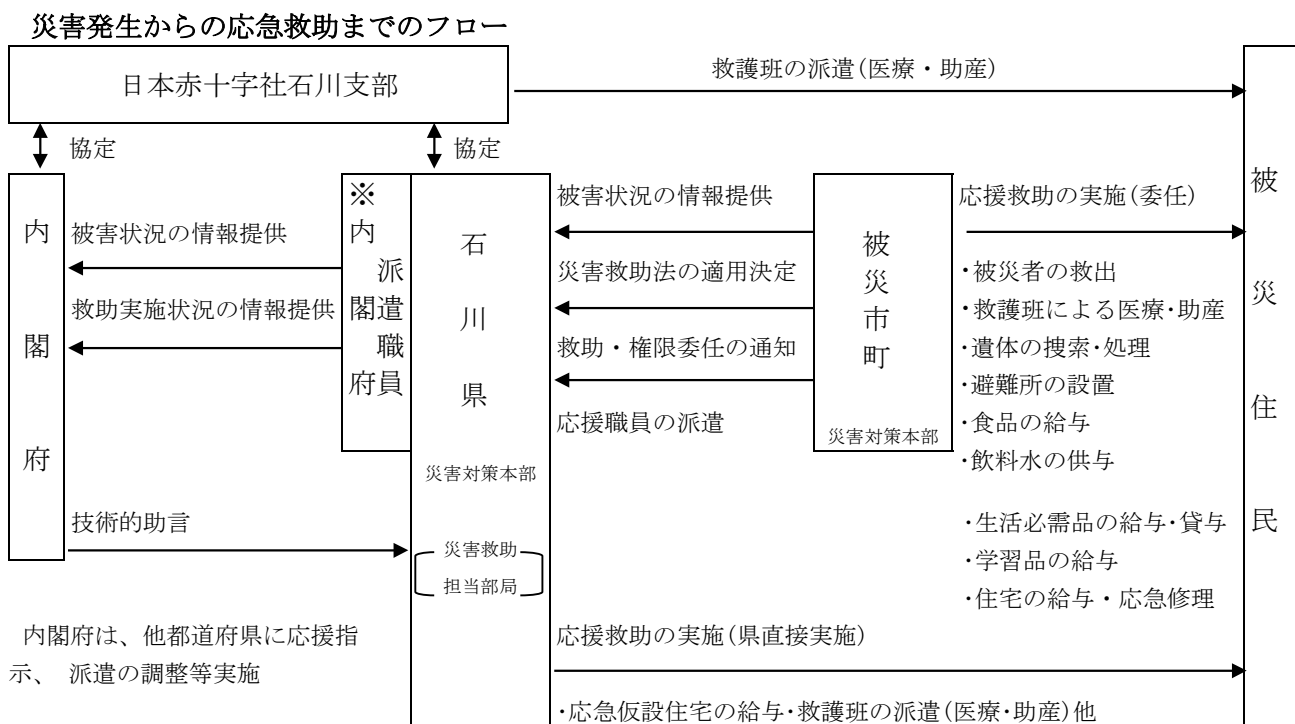 災害発生からの応急救助までのフロー
日本赤十字社石川支部
救護班の派遣(医療・助産)
協定
協定
内閣府
被害状況の情報提供
救助実施状況の情報提供
技術的助言
内閣府は、他都道府県に応援指
示、 派遣の調整等実施
※
内閣府
派遣職員
石川県
災害対策本部
災害救助
担当部局
被害状況の情報提供
災害救助法の適用決定
救助・権限委任の通知
応援職員の派遣
被災市町
災害対策本部
応援救助の実施(委任)
・被災者の救出
・救護班による医療・助産
・遺体の捜索・処理
・避難所の設置
・食品の給与
・飲料水の供与
・生活必需品の給与・貸与
・学習品の給与
・住宅の給与・応急修理
応援救助の実施(県直接実施)
・応急仮設住宅の給与・救護班の派遣(医療・助産)他
被災住民